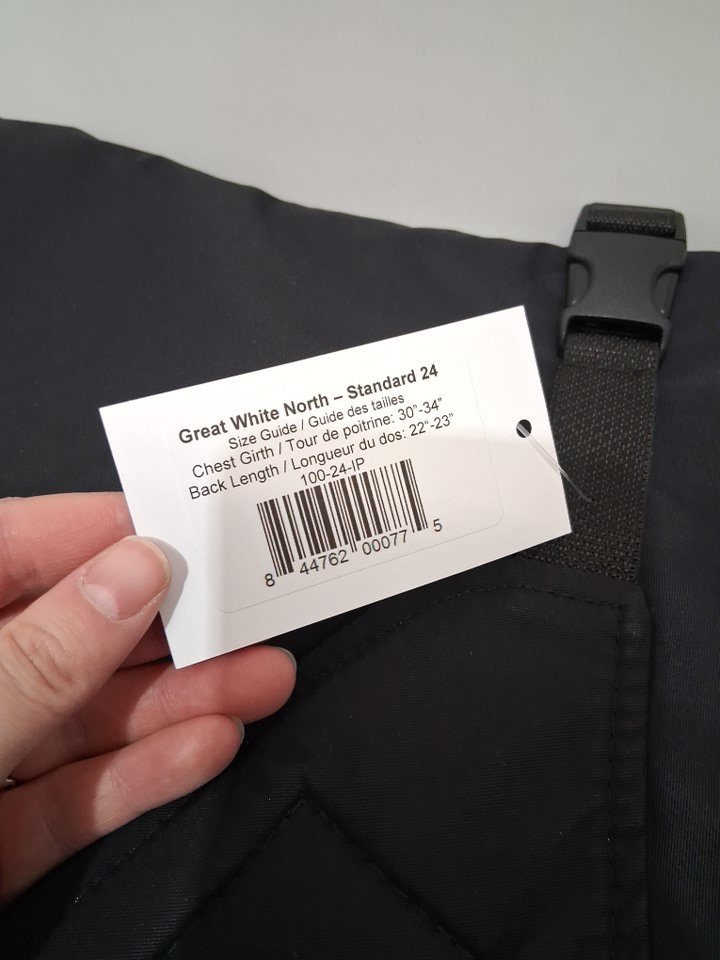 Great White North – Standard 24
Size Guide / Guide des tailles
Chest Girth / Tour de poitrine: 30"-34"
Back Length / Longueur du dos: 22"-23"
100-24-IP
8 44762 00077 5